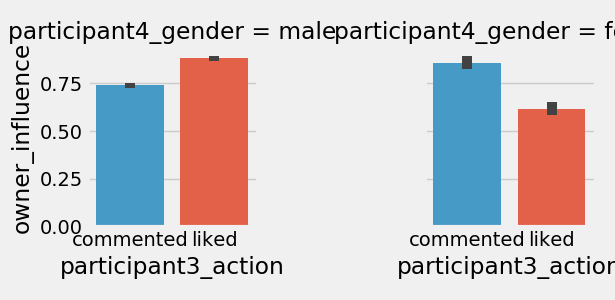 participant4_gender = male
participant4_gender = fe
owner_influence
0.75
0.50
0.25
0.00
commented
liked
commented
liked
participant3_action
participant3_action